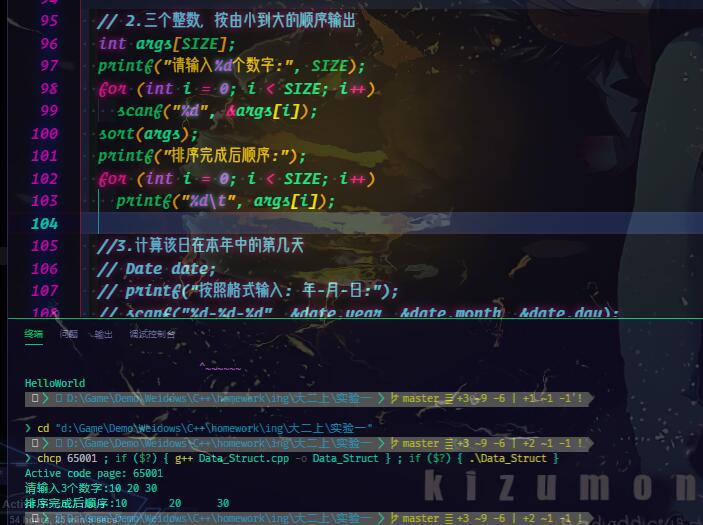 95 // 2.三个整数, 按由小到大的顺序输出
96 int args[SIZE];
97 printf("请输入%d个数字:", SIZE);
98 for (int i = 0; i < SIZE; i++)
99 scanf("%d", &args[i]);
100 sort(args);
101 printf("排序完成后顺序:");
102 for (int i = 0; i < SIZE; i++)
103 printf("%d\t", args[i]);
104
105 //3.计算该日在本年中的第几天
106 // Date date;
107 // printf("按照格式输入: 年-月-日:");
108 // scanf("%d-%d-%d" &date.year &date.month &date.day);
终端 问题 输出 调试控制台
^~~~~~~
HelloWorld
d:\Game\Demo\Weidows\C++\homework\ing\大二上\实验一 master +3 ~9 -6 | +1 ~1 -1 !
> cd "d:\Game\Demo\Weidows\C++\homework\ing\大二上\实验一"
d:\Game\Demo\Weidows\C++\homework\ing\大二上\实验一 master +3 ~9 -6 | +2 ~1 -1 !
> chcp 65001 ; if ($?) { g++ Data_Struct.cpp -o Data_Struct } ; if ($?) { .\Data_Struct }
Active code page: 65001
请输入3个数字:10 20 30
排序完成后顺序:10 20 30
d:\Game\Demo\Weidows\C++\homework\ing\大二上\实验一 master +3 ~9 -6 | +2 ~1 -1 !
kizumon